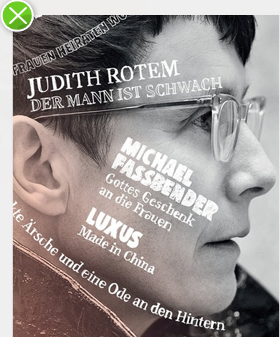 FRAUEN HEIRATEN
JUDITH ROTEM
DER MANN IST SCHWACH
MICHAEL
FASSBENDER
Gottes Geschenk
an die Frauen
LUXUS
Made in China
Ärsche und eine Ode an den Hintern